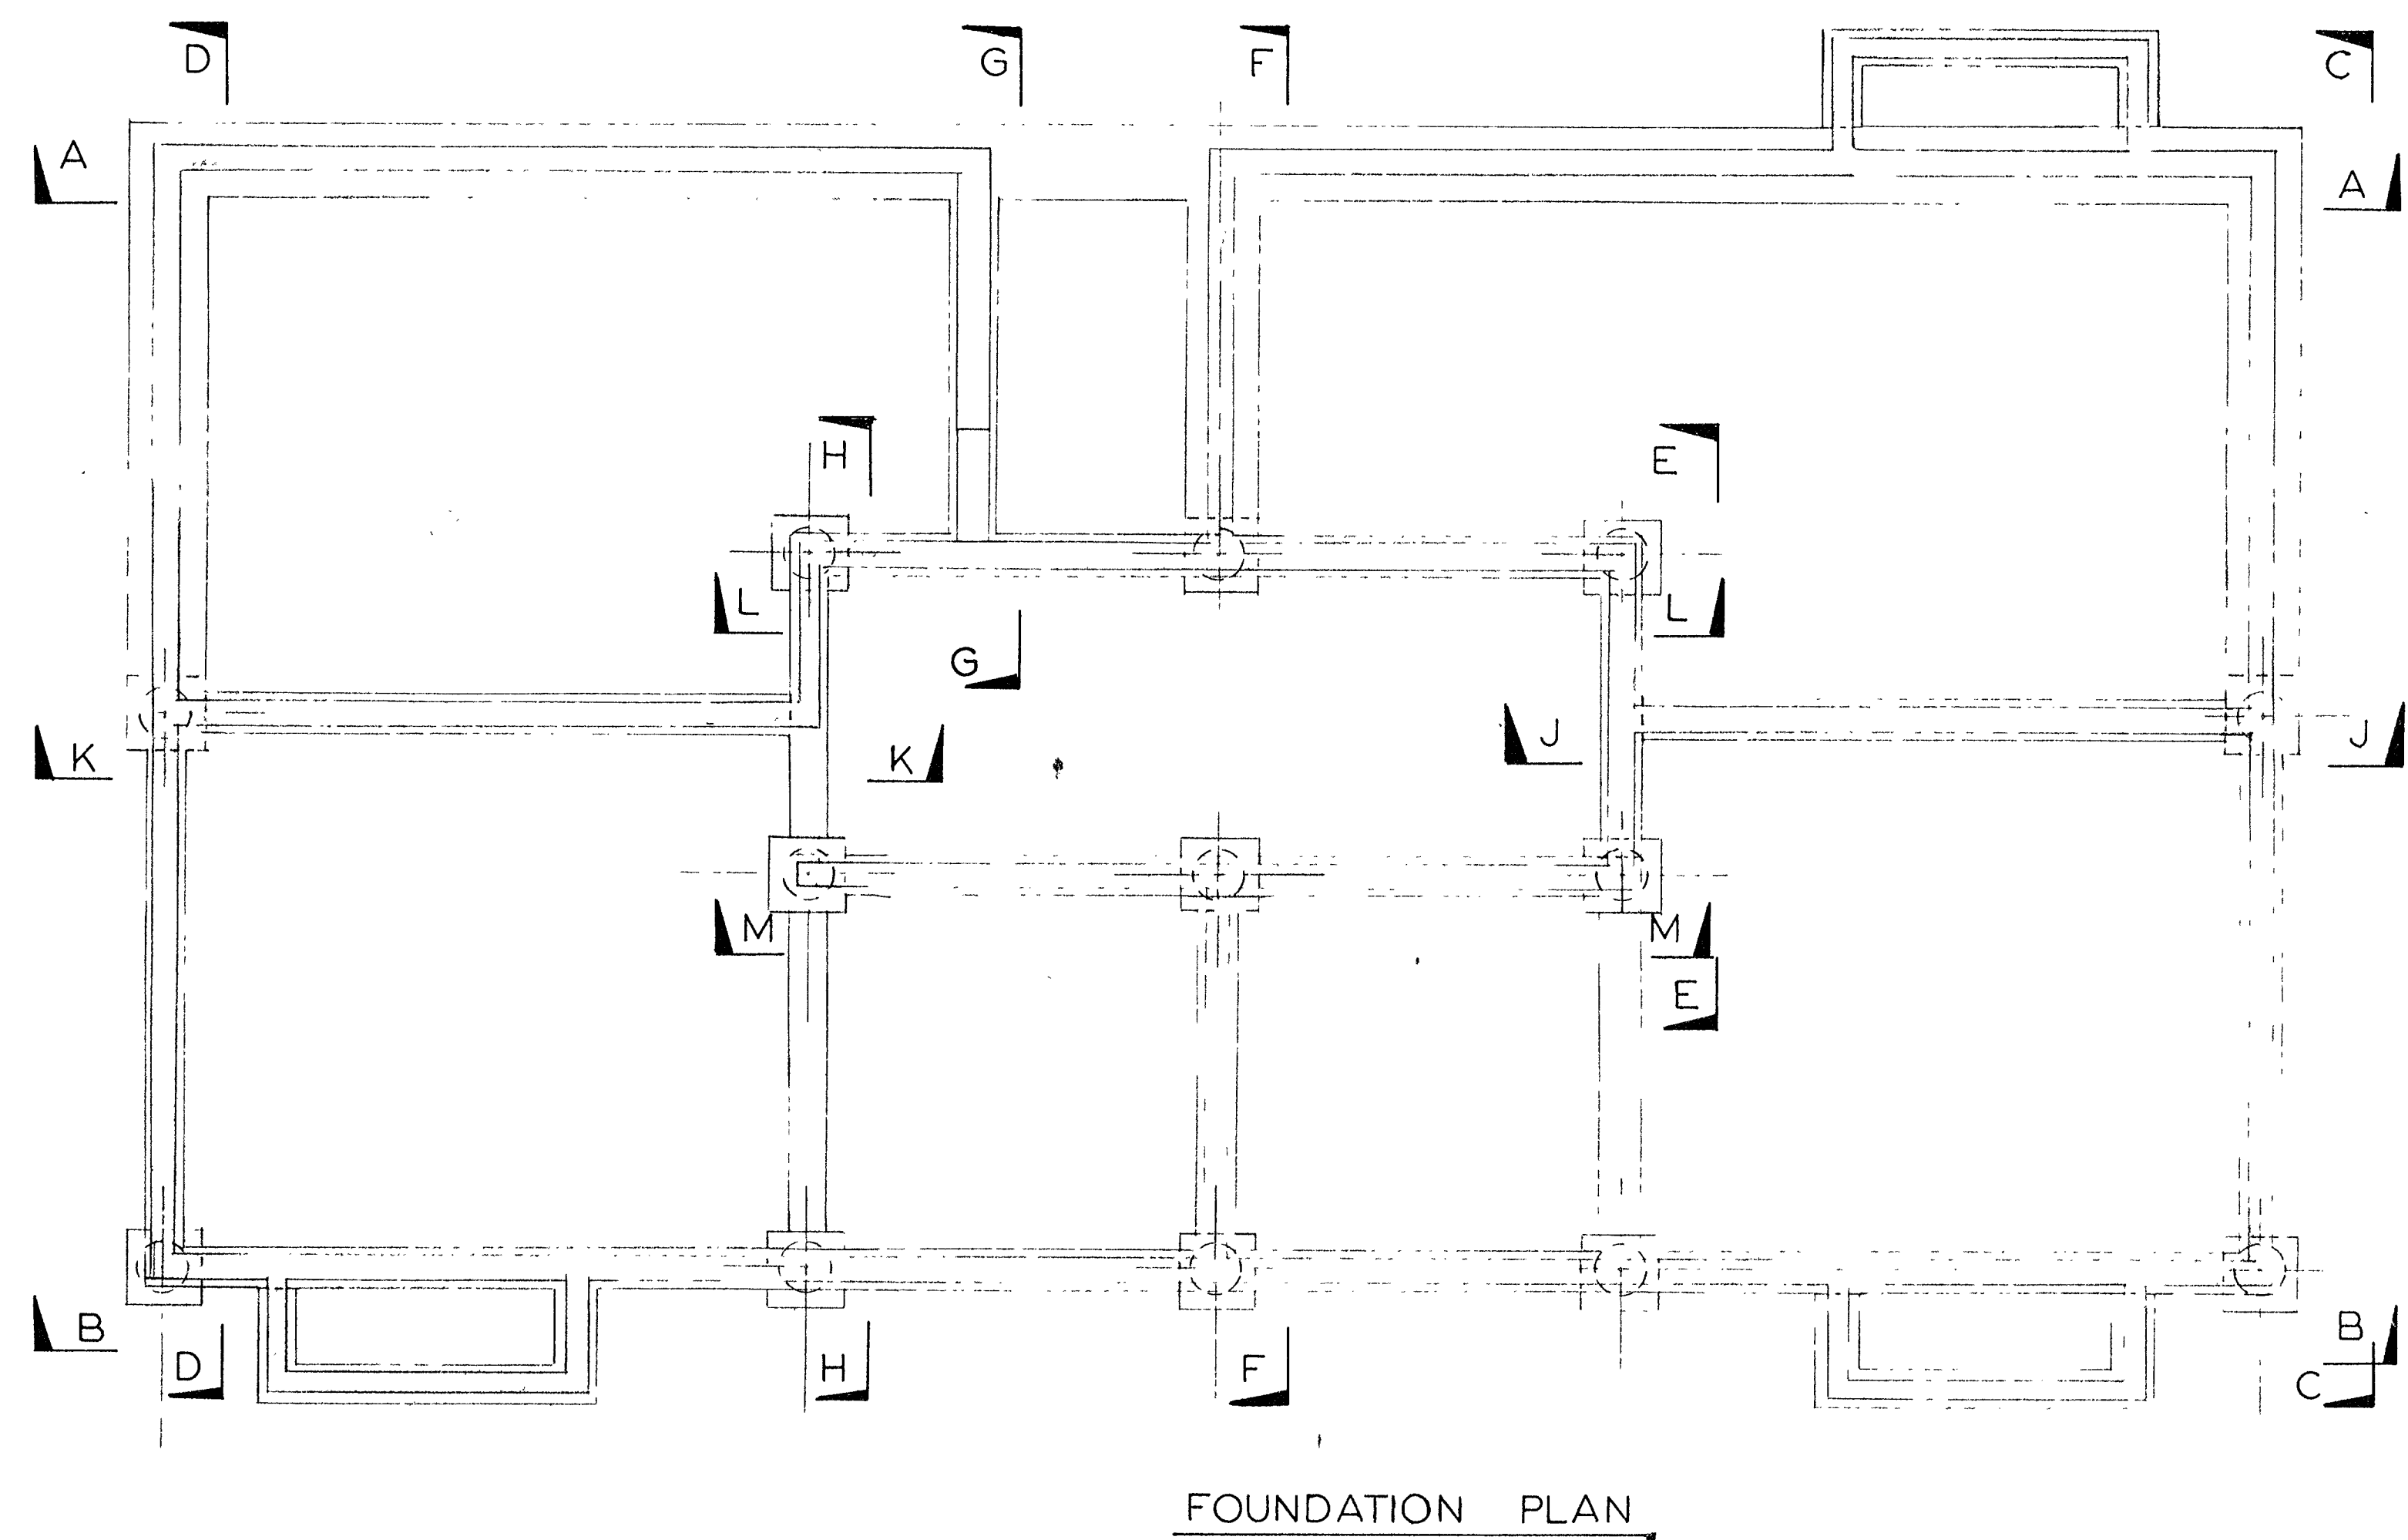 D G F C
A A
H E
L L
G
K K J J
M M
E
B B
D H F C
FOUNDATION PLAN